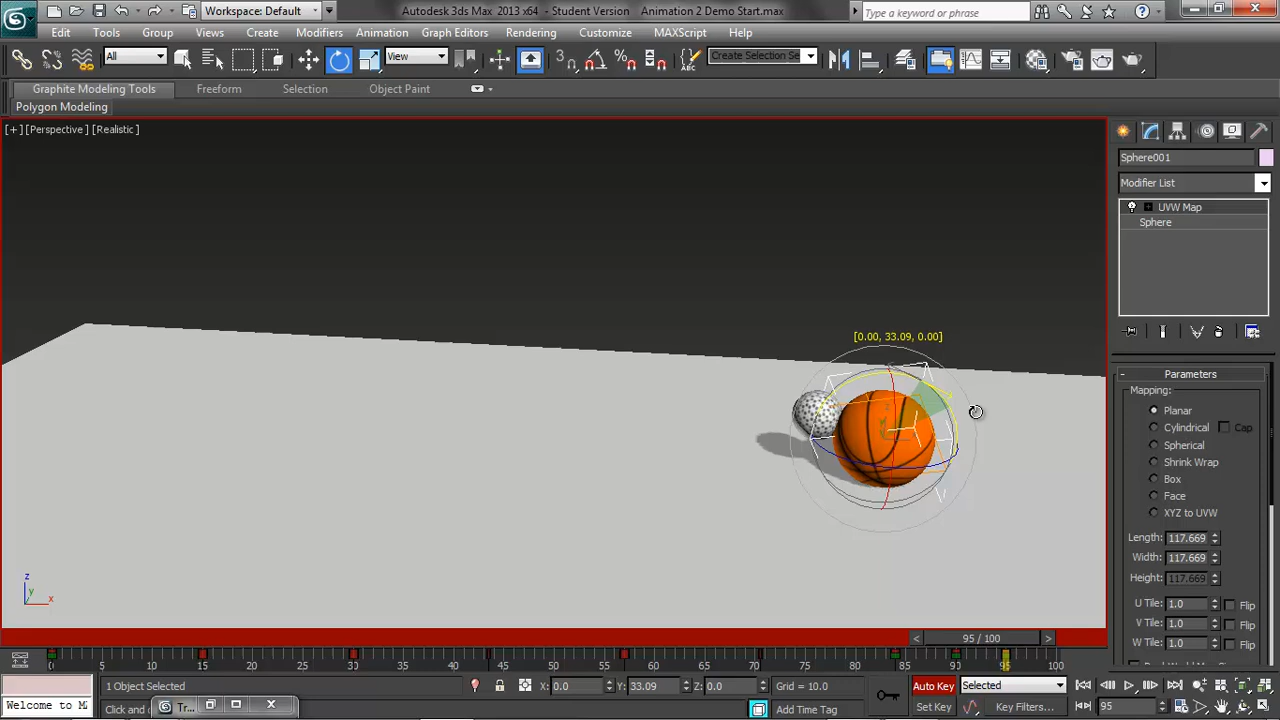 Workspace: Default
Autodesk 3ds Max 2013 x64 - Student Version Animation 2 Demo Start.max
Type a keyword or phrase
Edit Tools Group Views Create Modifiers Animation Graph Editors Rendering Customize MAXScript Help
All View 3 Create Selection Se
Graphite Modeling Tools Freeform Selection Object Paint
Polygon Modeling
[+] [Perspective] [Realistic]
Sphere001
Modifier List
UVW Map
Sphere
[0.00, 33.09, 0.00]
Parameters
Mapping:
Planar
Cylindrical Cap
Spherical
Shrink Wrap
Box
Face
XYZ to UVW
Length: 117.669
Width: 117.669
Height: 117.669
U Tile: 1.0 Flip
V Tile: 1.0 Flip
W Tile: 1.0 Flip
z
y
x
< 95 / 100 >
0 5 10 15 20 25 30 35 40 45 50 55 60 65 70 75 80 85 90 95 100
1 Object Selected X: 0.0 Y: 33.09 Z: 0.0 Grid = 10.0 Auto Key Selected
Welcome to M Click and Tr... Add Time Tag Set Key Key Filters... 95